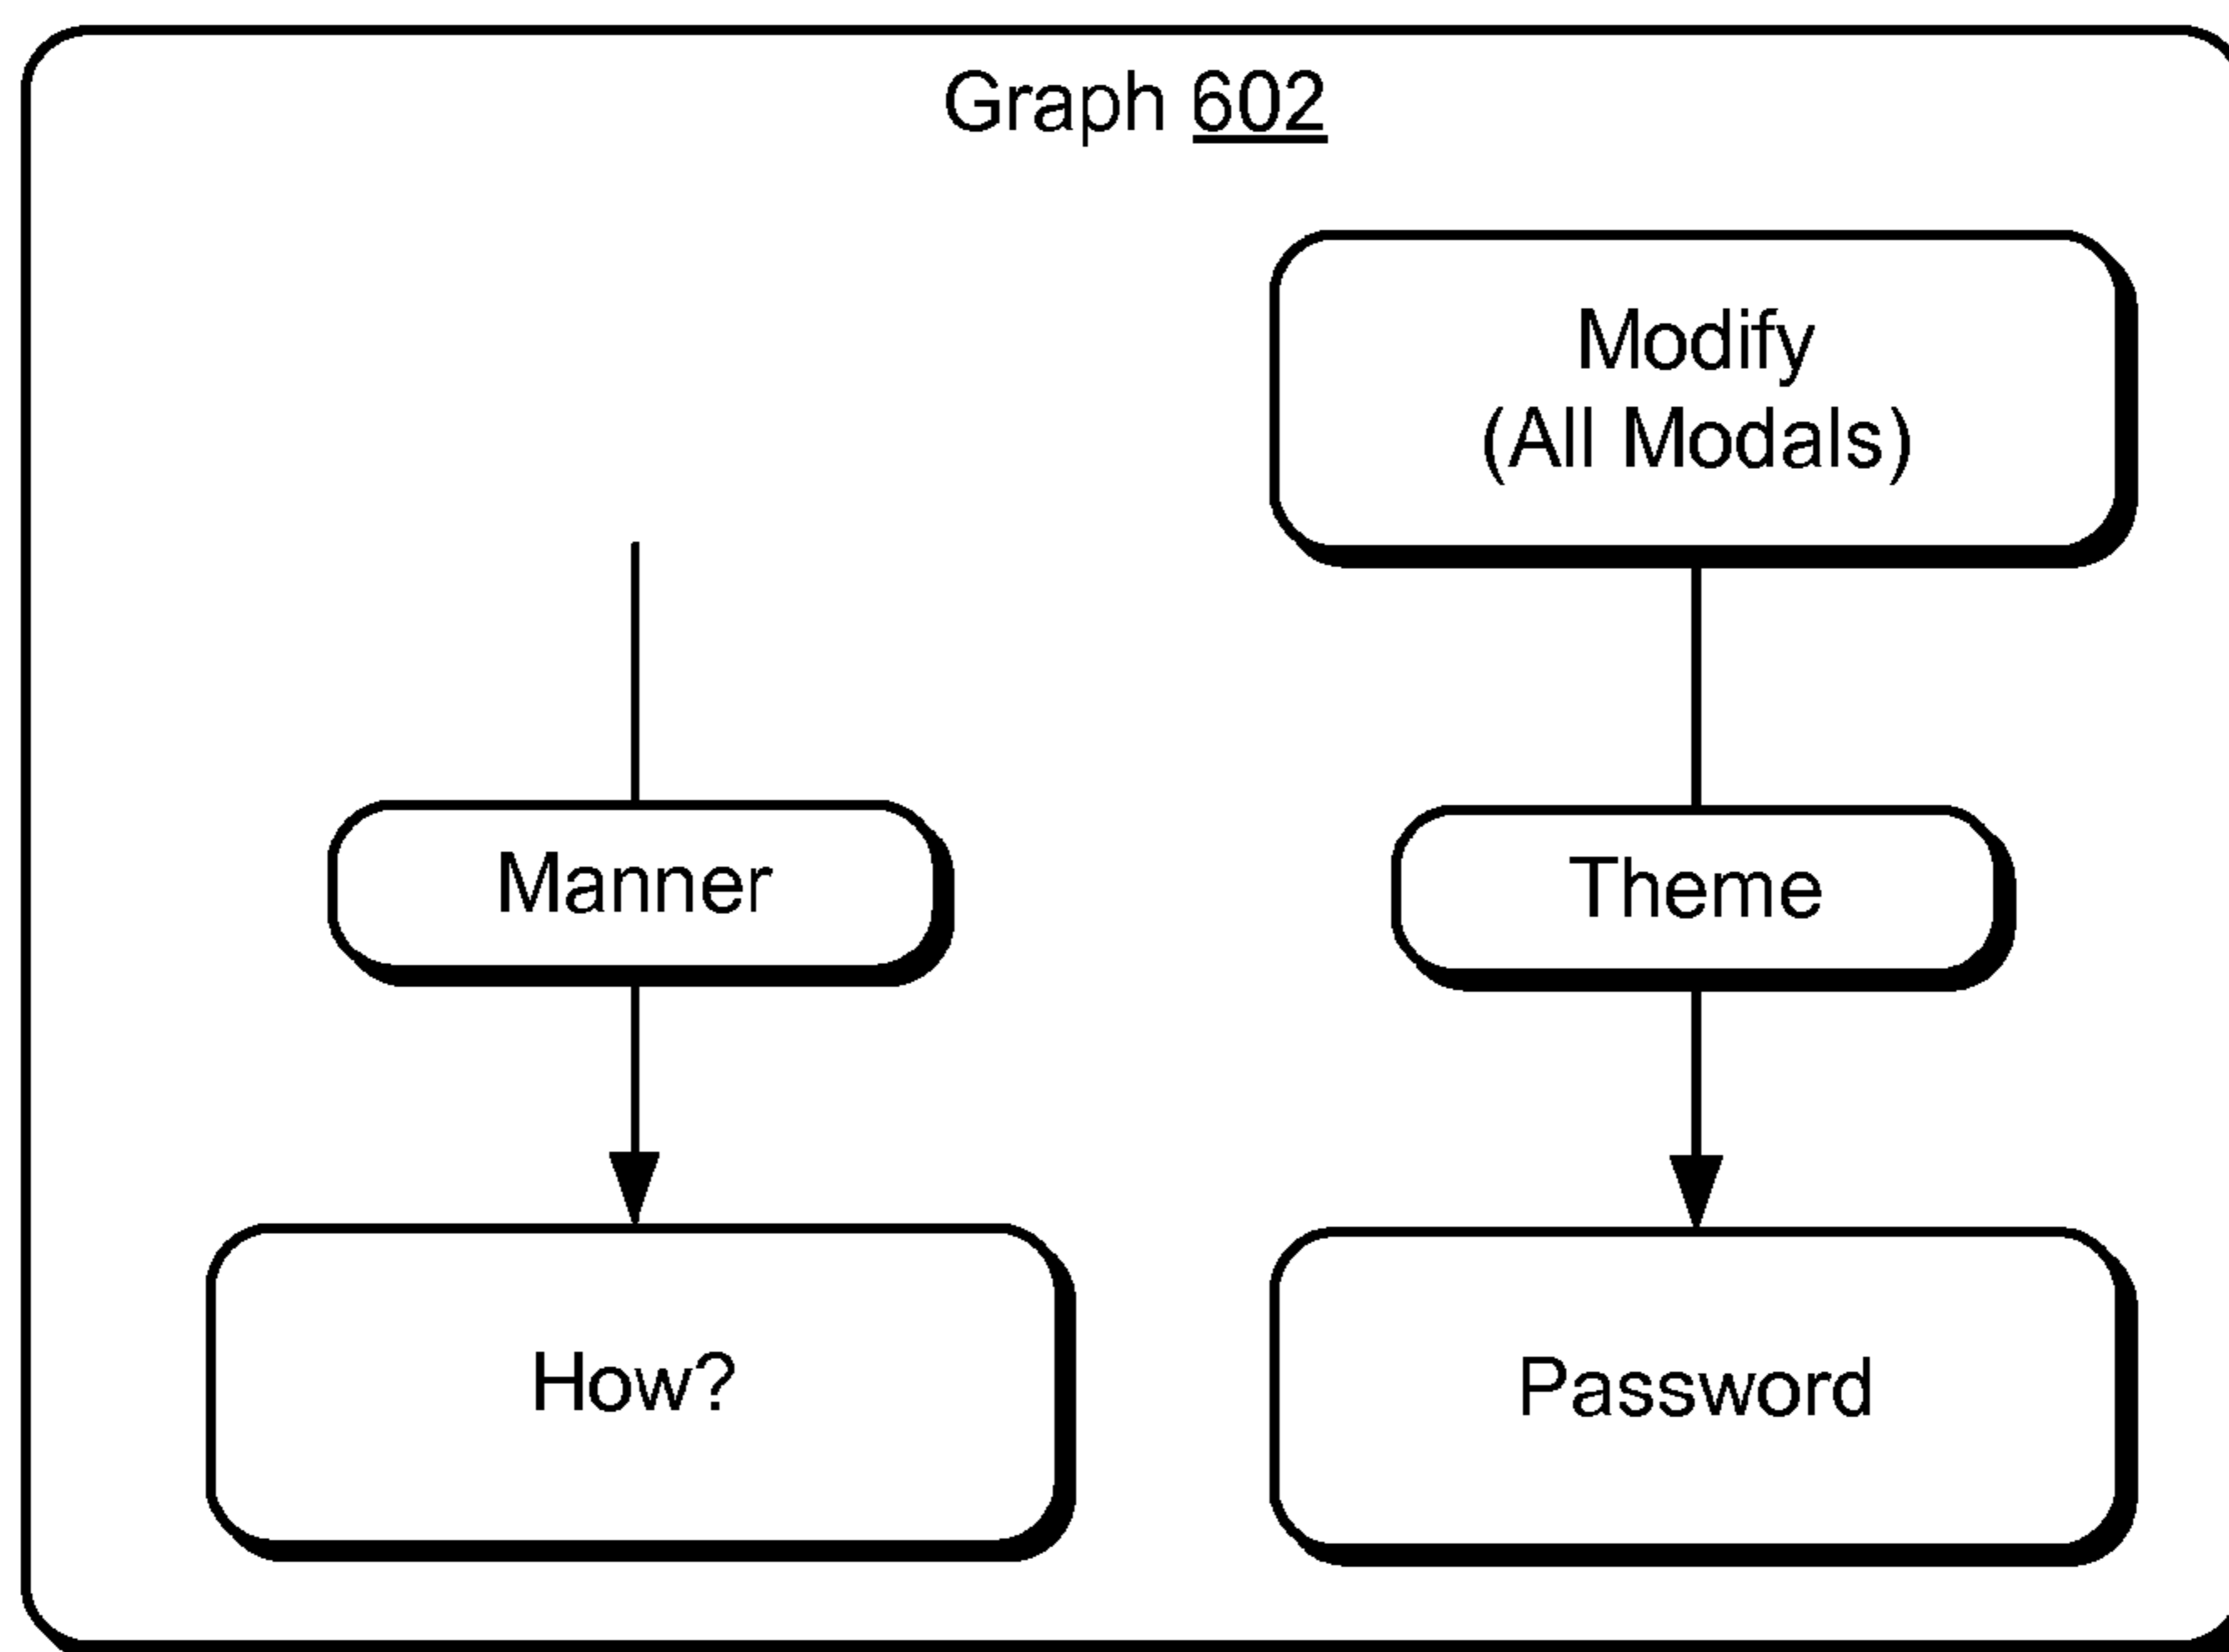 Graph 602
Modify
(All Modals)
Manner
Theme
How?
Password